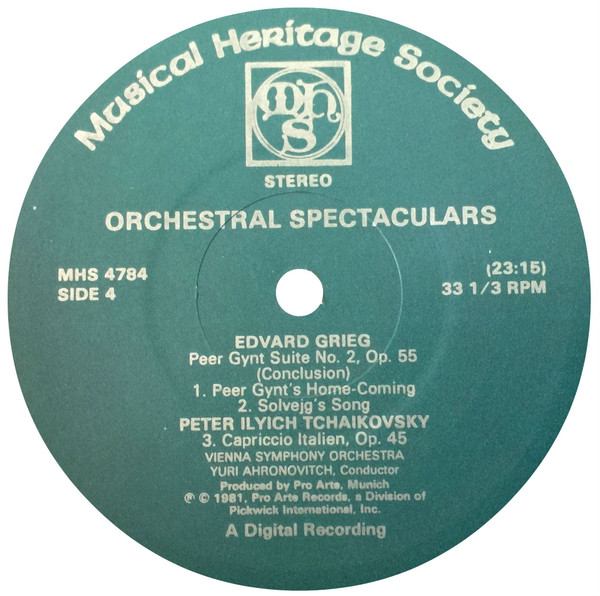 Musical Heritage Society
mhs
STEREO
ORCHESTRAL SPECTACULARS
MHS 4784
SIDE 4
(23:15)
33 1/3 RPM
EDVARD GRIEG
Peer Gynt Suite No. 2, Op. 55
(Conclusion)
1. Peer Gynt's Home-Coming
2. Solvejg's Song
PETER ILYICH TCHAIKOVSKY
3. Capriccio Italien, Op. 45
VIENNA SYMPHONY ORCHESTRA
YURI AHRONOVITCH, Conductor
Produced by Pro Arte, Munich
℗ © 1981, Pro Arte Records, a Division of
Pickwick International, Inc.
A Digital Recording